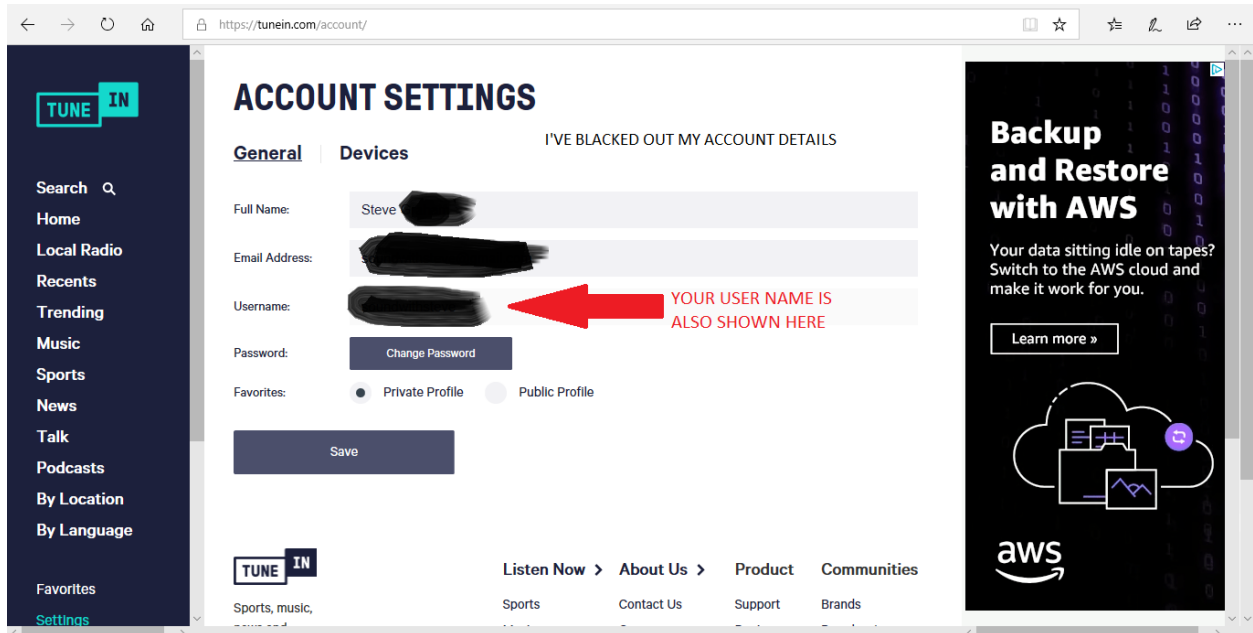 https://tunein.com/account/
TUNE IN
Search
Home
Local Radio
Recents
Trending
Music
Sports
News
Talk
Podcasts
By Location
By Language
Favorites
Settings
ACCOUNT SETTINGS
I'VE BLACKED OUT MY ACCOUNT DETAILS
General
Devices
Full Name:
Steve
Email Address:
Username:
YOUR USER NAME IS
ALSO SHOWN HERE
Password:
Change Password
Favorites:
Private Profile
Public Profile
Save
TUNE IN
Sports, music,
Listen Now >
Sports
About Us >
Contact Us
Product
Support
Communities
Brands
Backup
and Restore
with AWS
Your data sitting idle on tapes?
Switch to the AWS cloud and
make it work for you.
Learn more »
aws